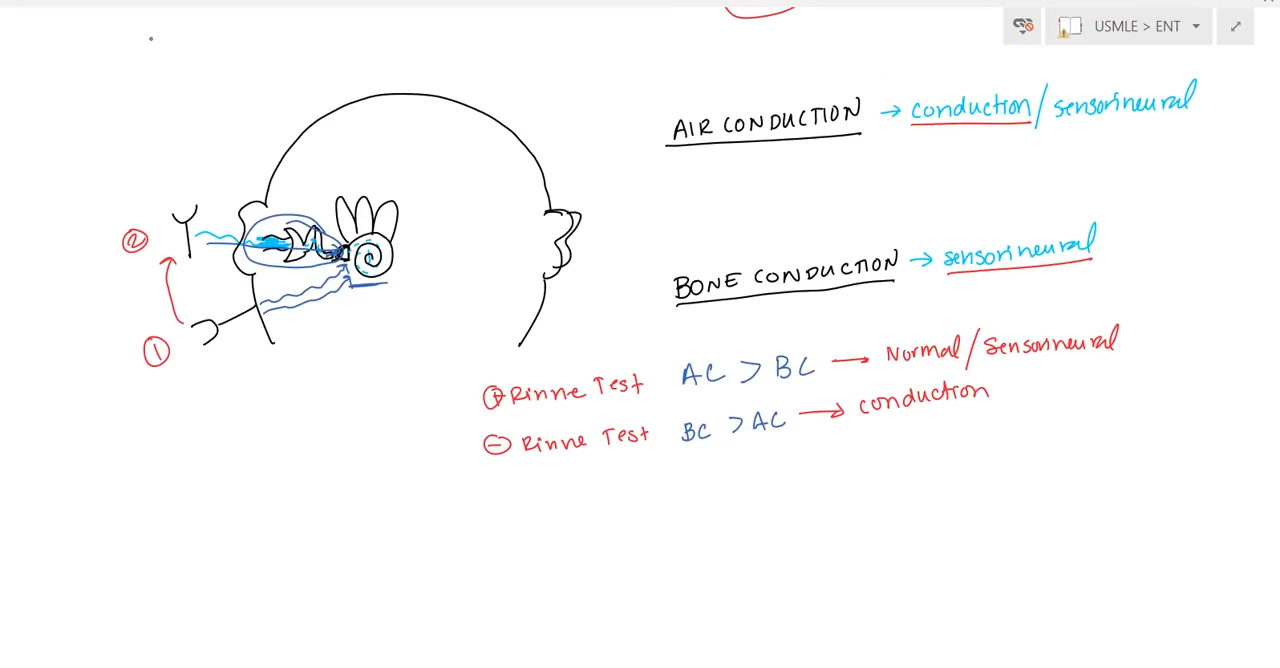 USMLE > ENT
AIR CONDUCTION → conduction/sensorineural
②
BONE CONDUCTION → sensorineural
①
⊕ Rinne Test AC > BC → Normal/Sensorineural
⊖ Rinne Test BC > AC → conduction